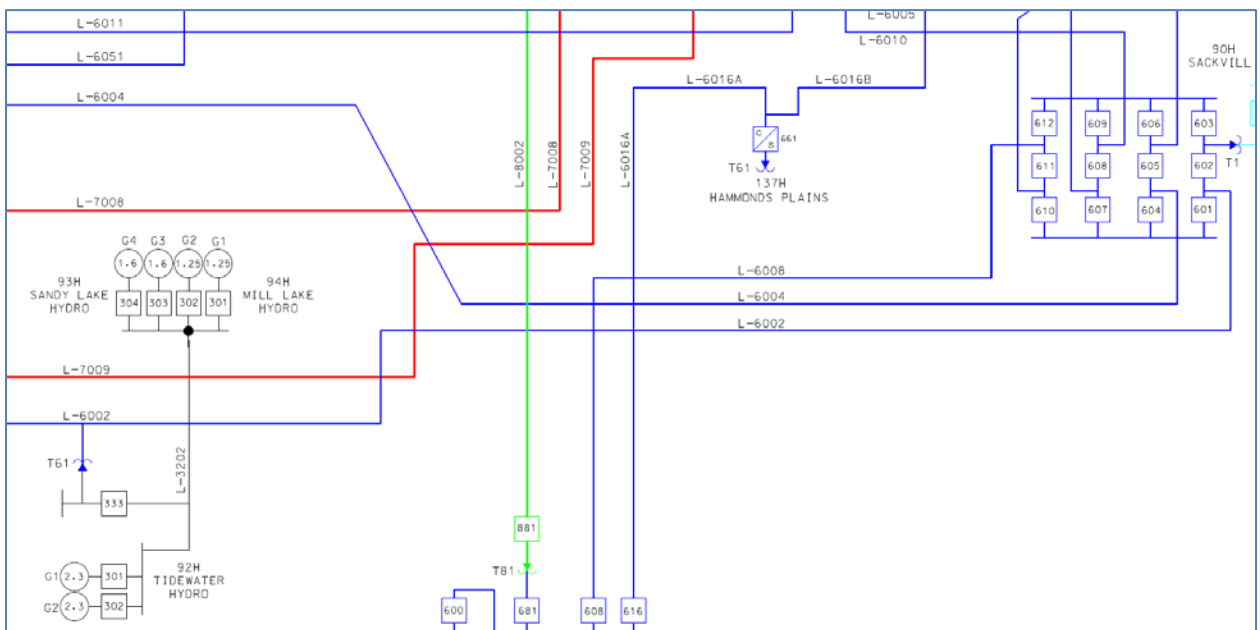 L-6011
L-6005
L-6010
90H
SACKVILL
L-6051
L-6016A
L-6016B
L-6004
612
609
606
603
C
S
661
L-8002
L-7008
L-7009
L-6016A
T61
611
608
605
602
T1
137H
HAMMONDS PLAINS
L-7008
610
607
604
601
G4
G3
G2
G1
1.6
1.6
1.25
1.25
93H
SANDY LAKE
HYDRO
304
303
302
301
94H
MILL LAKE
HYDRO
L-6008
L-6004
L-6002
L-7009
L-6002
T61
L-3202
333
881
T81
G1
2.3
301
G2
2.3
302
92H
TIDEWATER
HYDRO
600
681
608
616